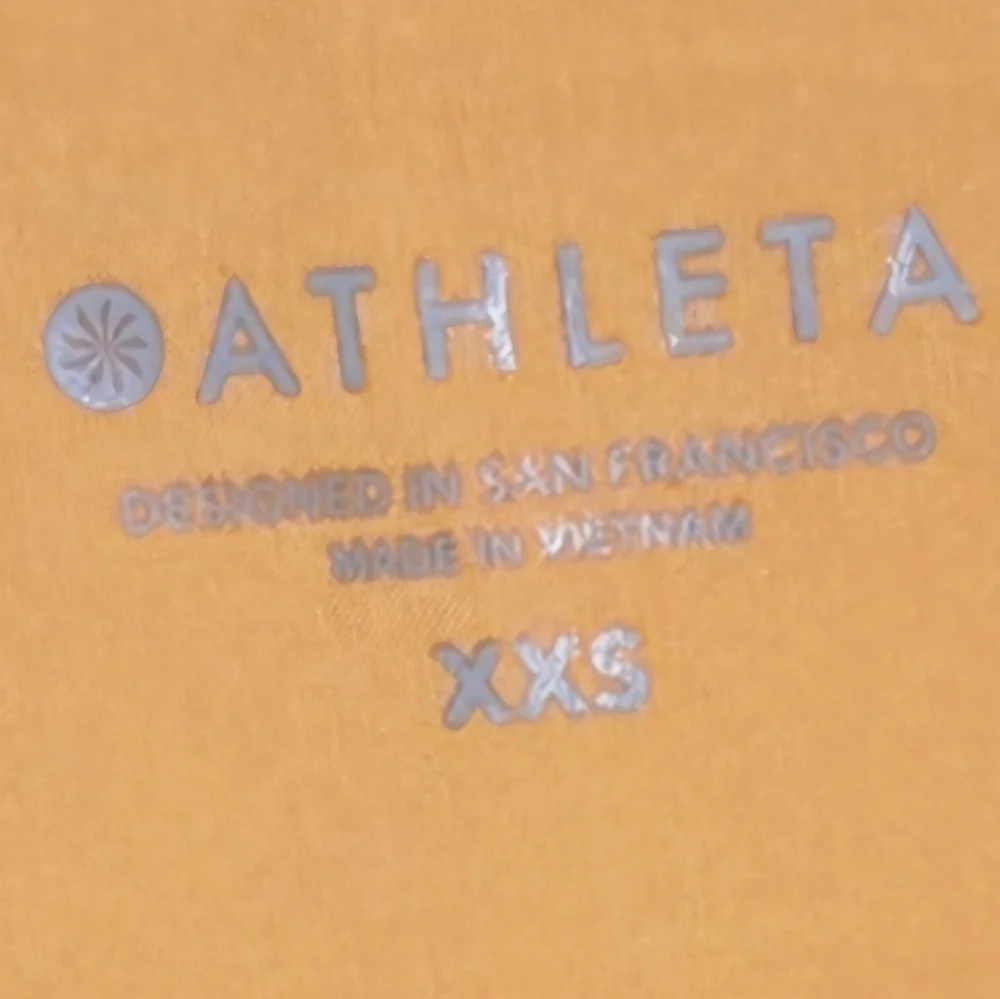 ATHLETA
DESIGNED IN SAN FRANCISCO
MADE IN VIETNAM
XXS